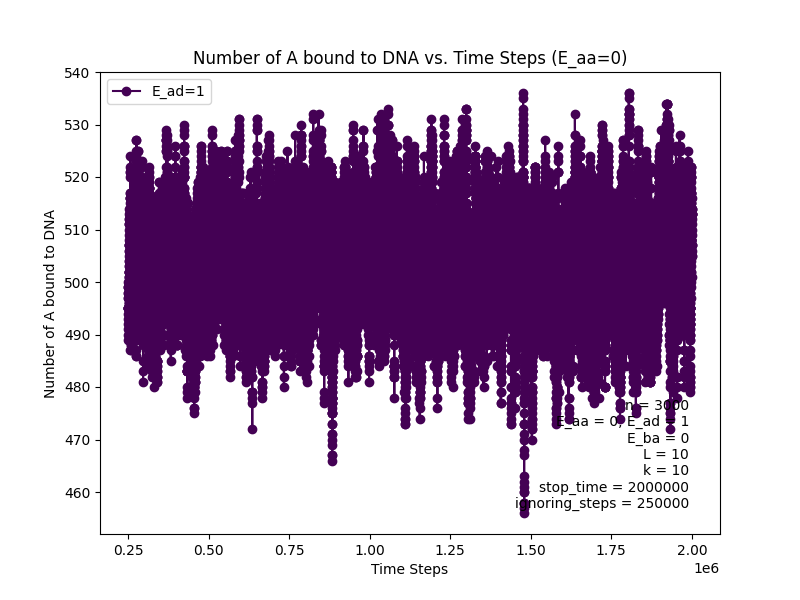 Number of A bound to DNA vs. Time Steps (E_aa=0)
E_ad=1
Number of A bound to DNA
540
530
520
510
500
490
480
470
460
n = 3000
E_aa = 0, E_ad = 1
E_ba = 0
L = 10
k = 10
stop_time = 2000000
ignoring_steps = 250000
0.25 0.50 0.75 1.00 1.25 1.50 1.75 2.00
1e6
Time Steps